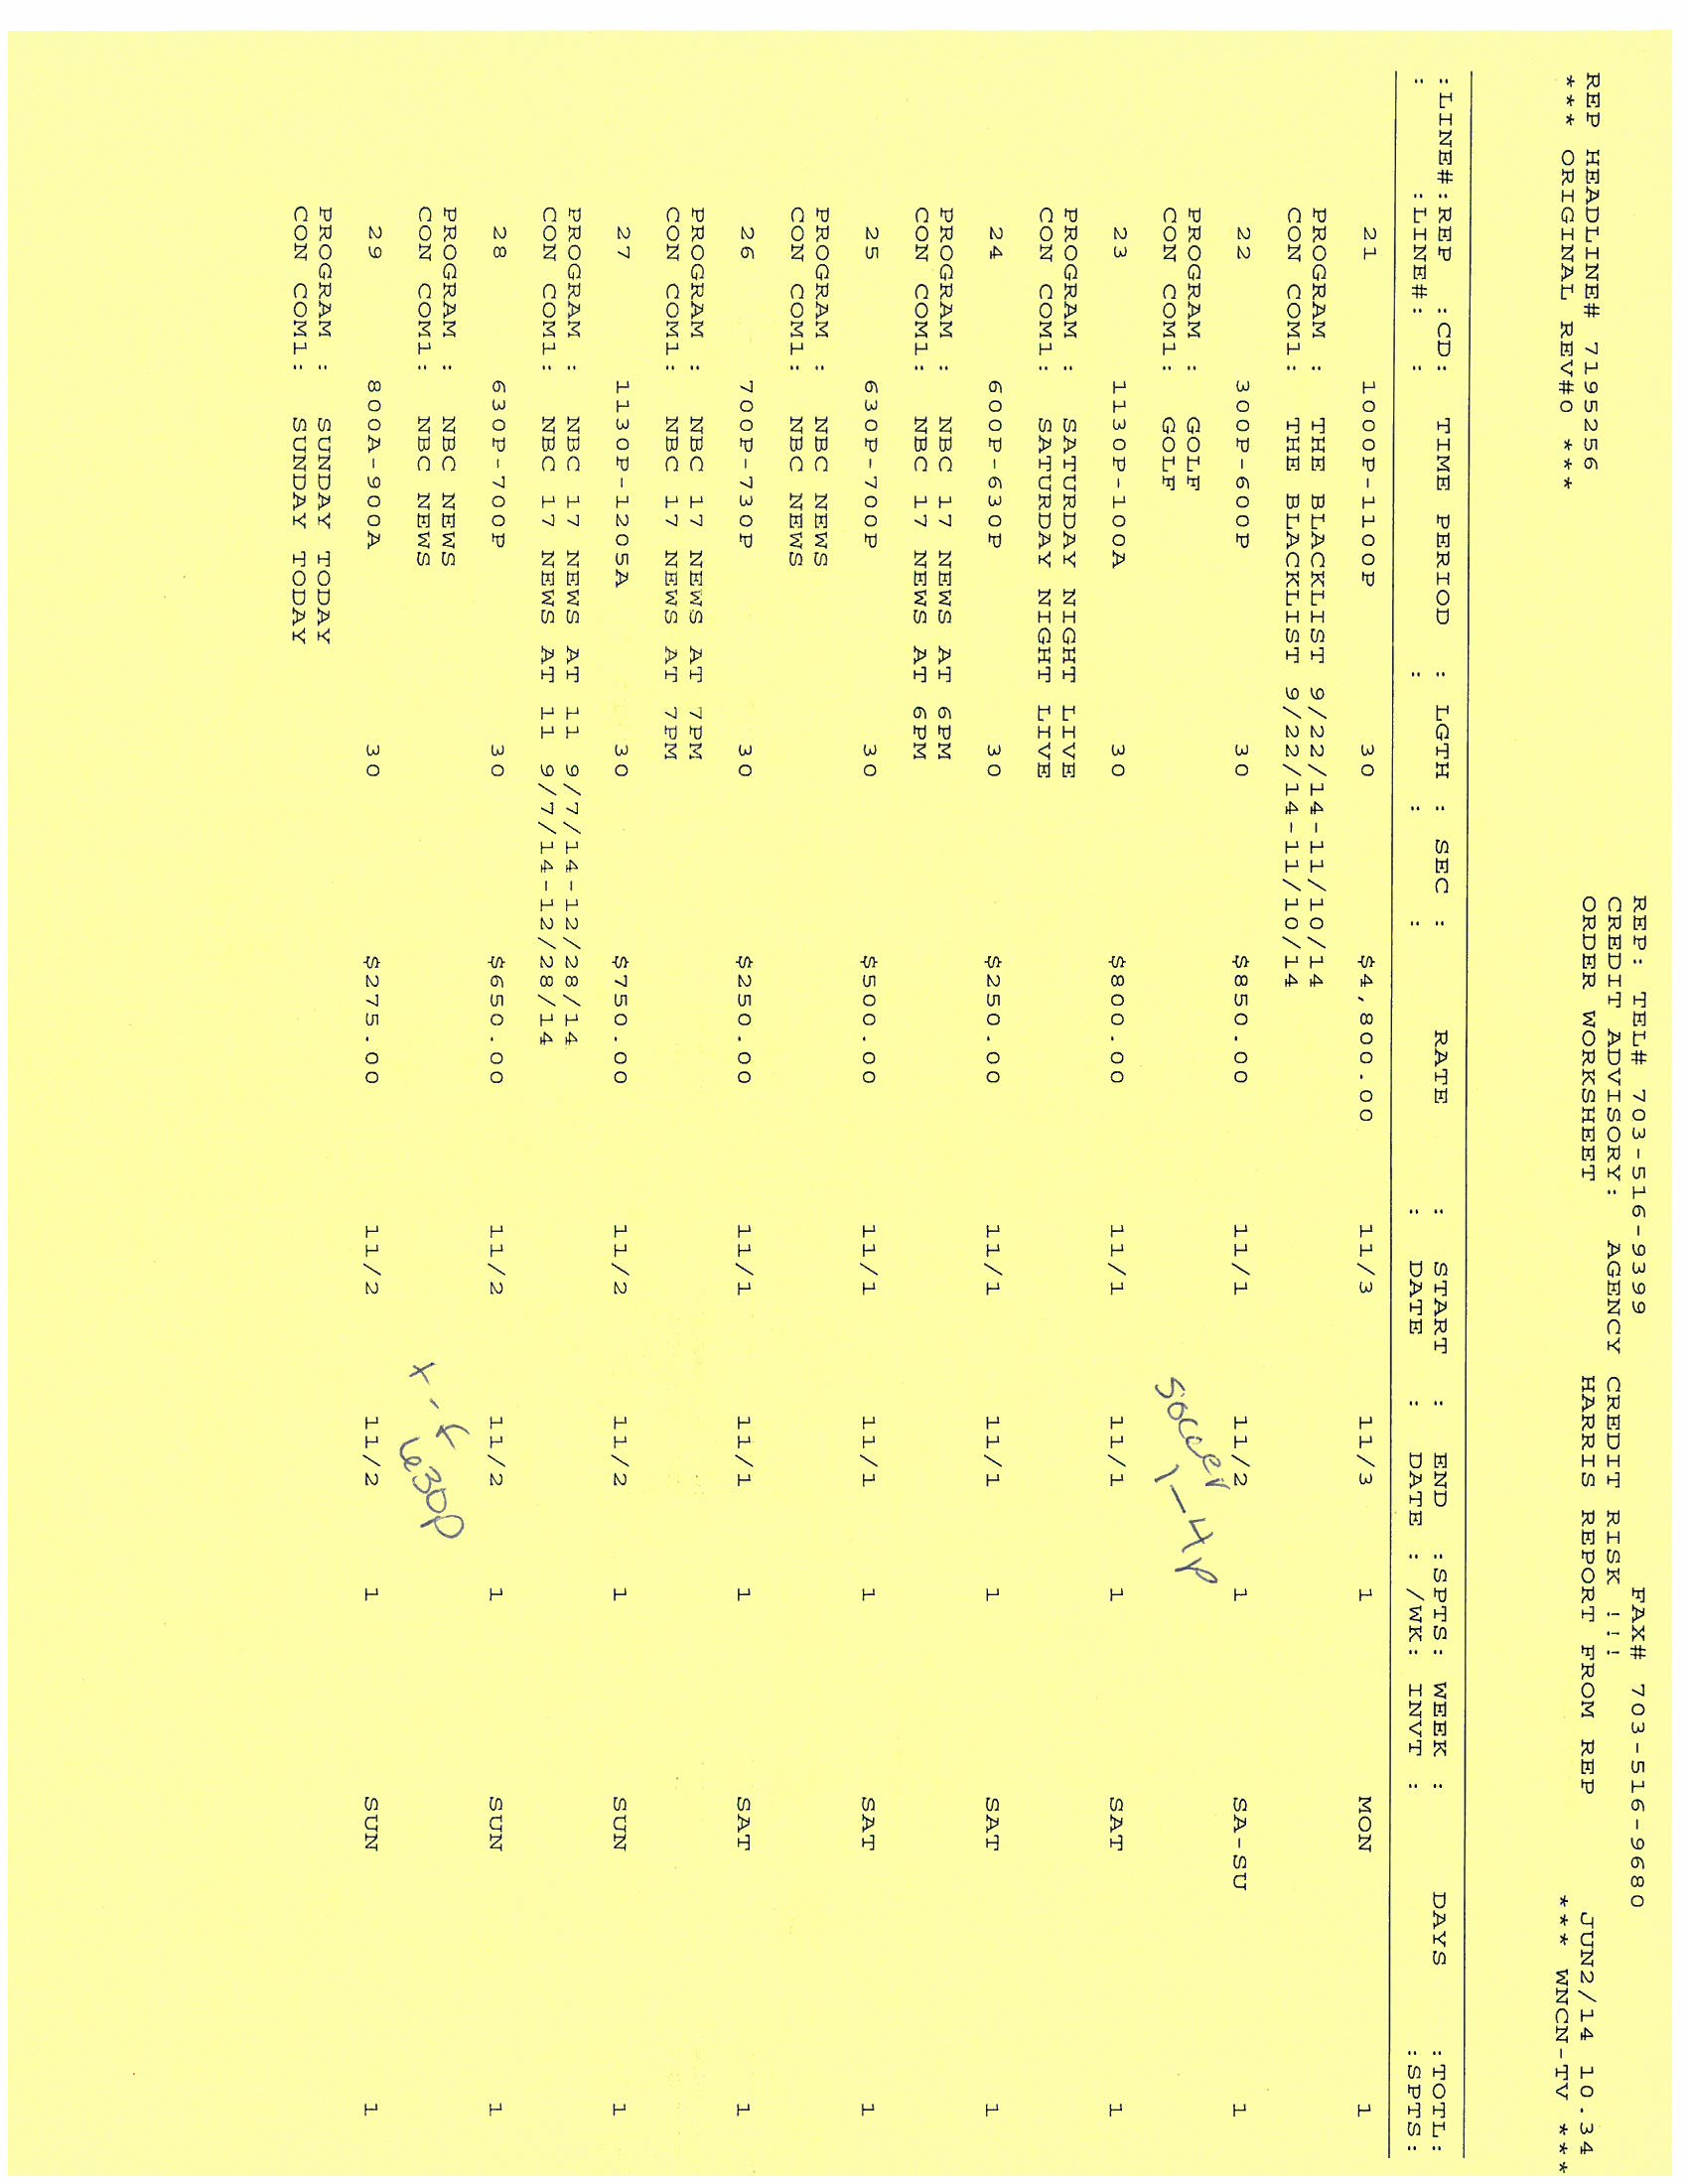 REP: TEL# 703-516-9399 FAX# 703-516-9680
CREDIT ADVISORY: AGENCY CREDIT RISK !!!
REP HEADLINE# 7195256 ORDER WORKSHEET HARRIS REPORT FROM REP JUN2/14 10.34
*** ORIGINAL REV#0 *** *** WNCN-TV ***
:LINE#:REP :CD: TIME PERIOD : LGTH : SEC : RATE : START : END :SPTS: WEEK : DAYS :TOTL:
: :LINE#: : : : : DATE : DATE : /WK: INVT : :SPTS:
21 1000P-1100P 30 $4,800.00 11/3 11/3 1 MON 1
PROGRAM : THE BLACKLIST 9/22/14-11/10/14
CON COM1: THE BLACKLIST 9/22/14-11/10/14
22 300P-600P 30 $850.00 11/1 11/2 1 SA-SU 1
PROGRAM : GOLF
CON COM1: GOLF
soccer 1-4p
23 1130P-100A 30 $800.00 11/1 11/1 1 SAT 1
PROGRAM : SATURDAY NIGHT LIVE
CON COM1: SATURDAY NIGHT LIVE
24 600P-630P 30 $250.00 11/1 11/1 1 SAT 1
PROGRAM : NBC 17 NEWS AT 6PM
CON COM1: NBC 17 NEWS AT 6PM
25 630P-700P 30 $500.00 11/1 11/1 1 SAT 1
PROGRAM : NBC NEWS
CON COM1: NBC NEWS
26 700P-730P 30 $250.00 11/1 11/1 1 SAT 1
PROGRAM : NBC 17 NEWS AT 7PM
CON COM1: NBC 17 NEWS AT 7PM
27 1130P-1205A 30 $750.00 11/2 11/2 1 SUN 1
PROGRAM : NBC 17 NEWS AT 11 9/7/14-12/28/14
CON COM1: NBC 17 NEWS AT 11 9/7/14-12/28/14
28 630P-700P 30 $650.00 11/2 11/2 1 SUN 1
PROGRAM : NBC NEWS
CON COM1: NBC NEWS
630p
29 800A-900A 30 $275.00 11/2 11/2 1 SUN 1
PROGRAM : SUNDAY TODAY
CON COM1: SUNDAY TODAY